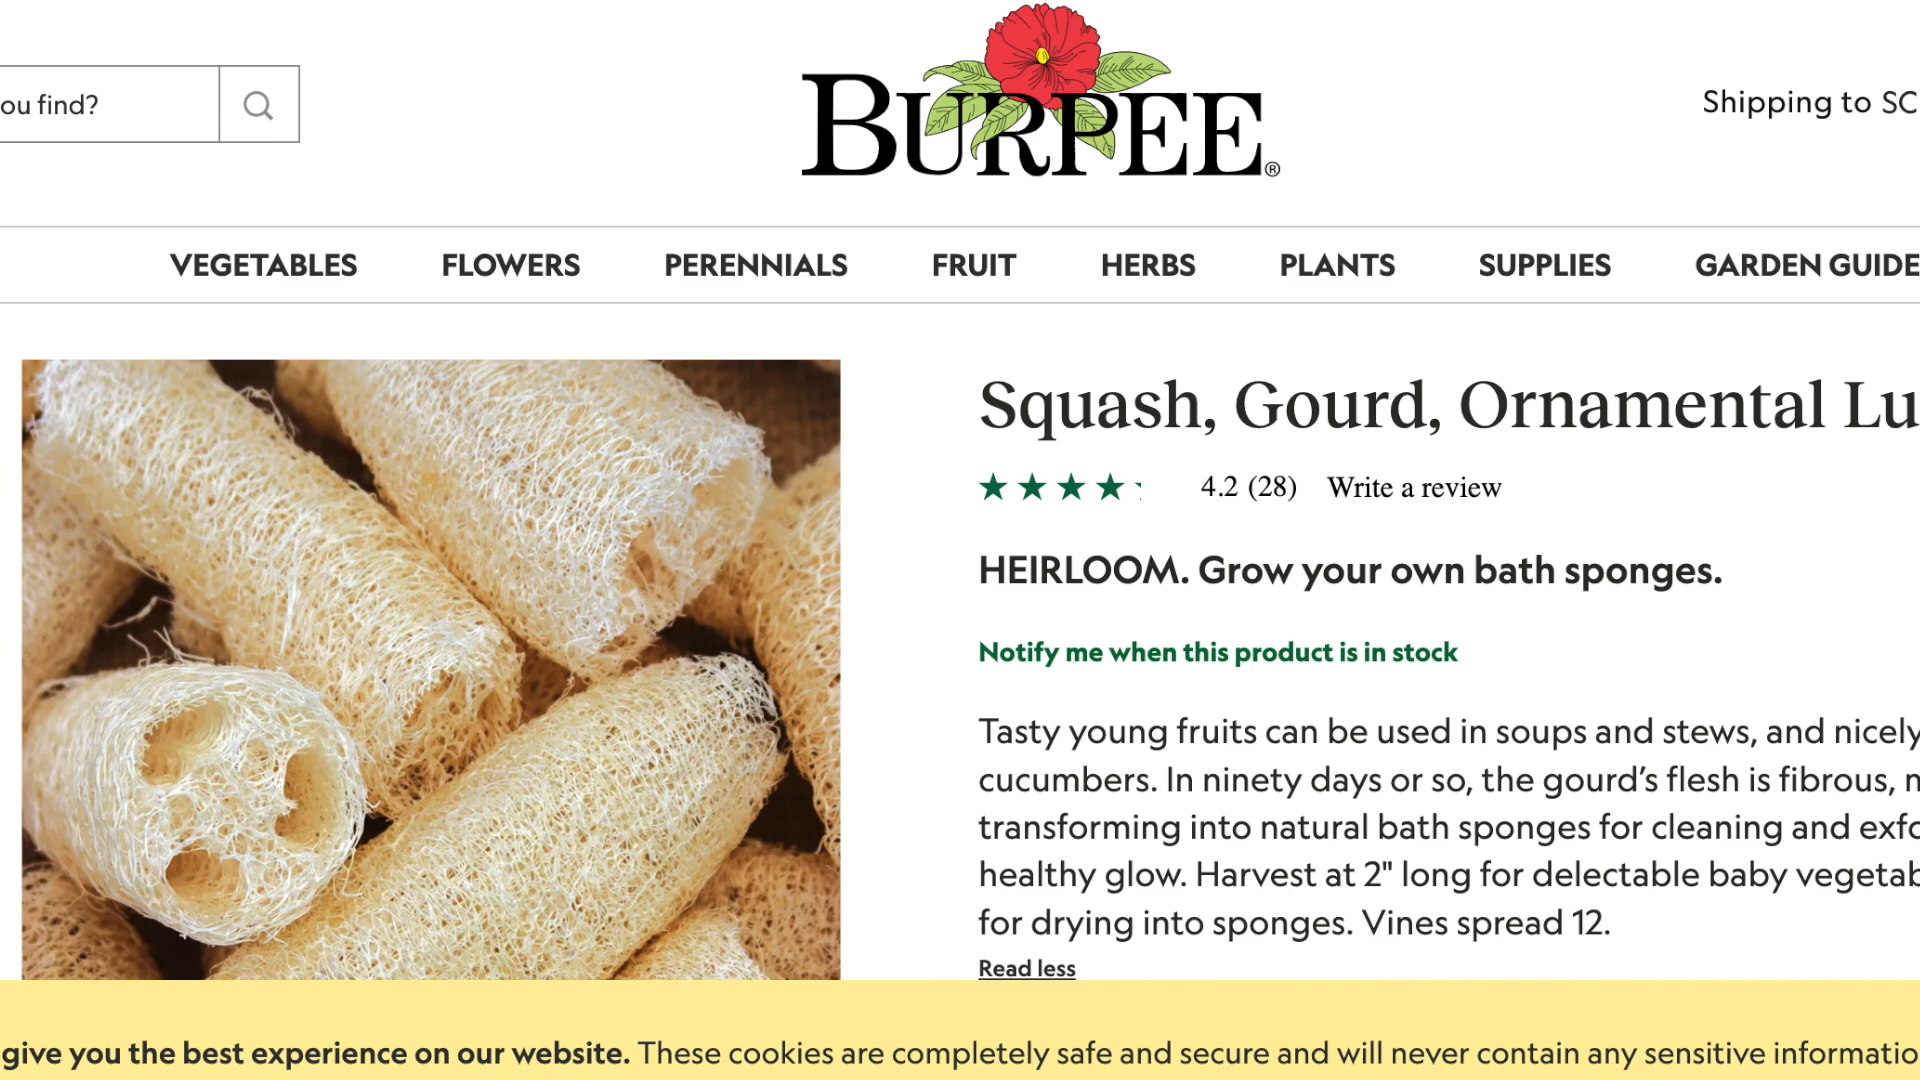 ou find?
BURPEE®
Shipping to SC
VEGETABLES FLOWERS PERENNIALS FRUIT HERBS PLANTS SUPPLIES GARDEN GUIDE
Squash, Gourd, Ornamental Lu
4.2 (28) Write a review
HEIRLOOM. Grow your own bath sponges.
Notify me when this product is in stock
Tasty young fruits can be used in soups and stews, and nicely
cucumbers. In ninety days or so, the gourd’s flesh is fibrous,
transforming into natural bath sponges for cleaning and exfo
healthy glow. Harvest at 2" long for delectable baby vegetab
for drying into sponges. Vines spread 12.
Read less
give you the best experience on our website. These cookies are completely safe and secure and will never contain any sensitive informatio